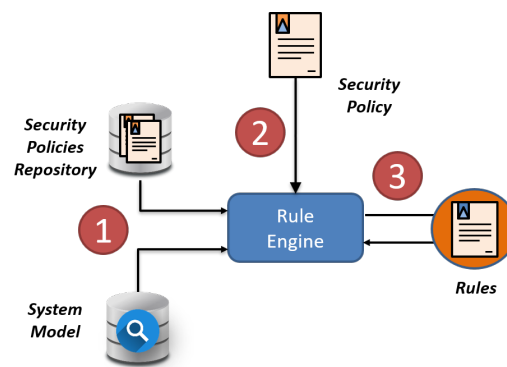 Security
Policy
2
Security
Policies
Repository
3
1
Rule
Engine
System
Model
Rules